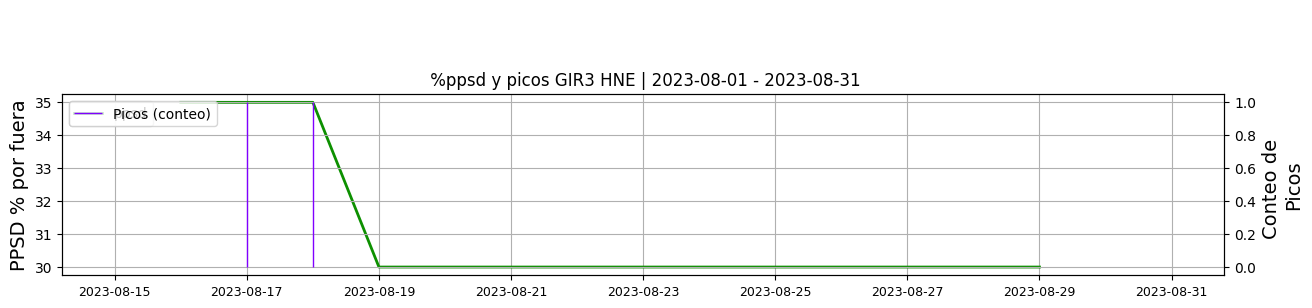 %ppsd y picos GIR3 HNE | 2023-08-01 - 2023-08-31
PPSD % por fuera
35
34
33
32
31
30
Picos (conteo)
1.0
0.8
0.6
0.4
0.2
0.0
Conteo de
Picos
2023-08-15 2023-08-17 2023-08-19 2023-08-21 2023-08-23 2023-08-25 2023-08-27 2023-08-29 2023-08-31